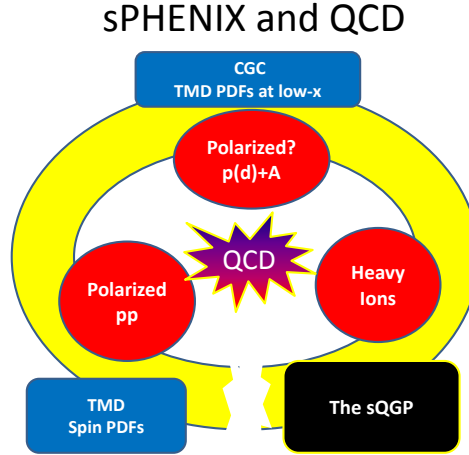 sPHENIX and QCD
CGC
TMD PDFs at low-x
Polarized?
p(d)+A
QCD
Polarized
pp
Heavy
Ions
TMD
Spin PDFs
The sQGP